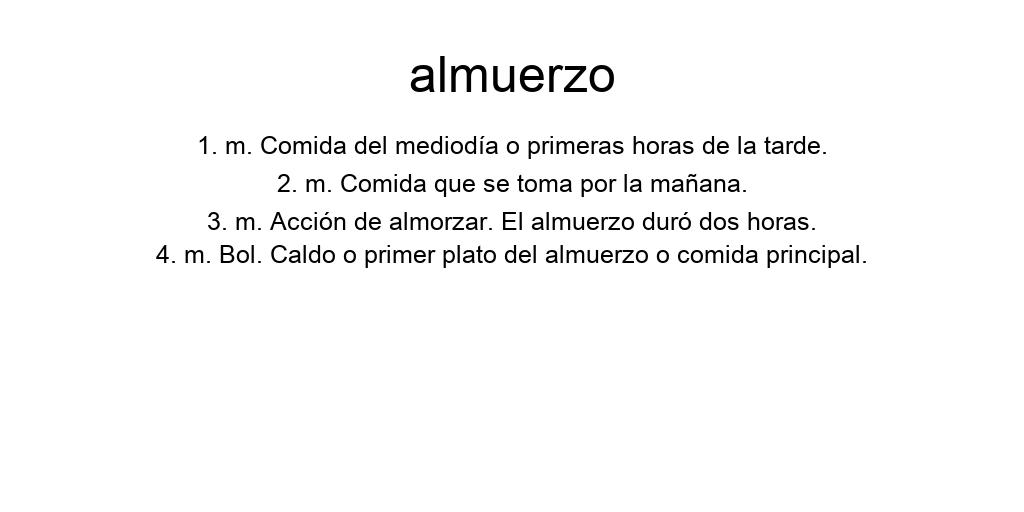 almuerzo
1. m. Comida del mediodía o primeras horas de la tarde.
2. m. Comida que se toma por la mañana.
3. m. Acción de almorzar. El almuerzo duró dos horas.
4. m. Bol. Caldo o primer plato del almuerzo o comida principal.